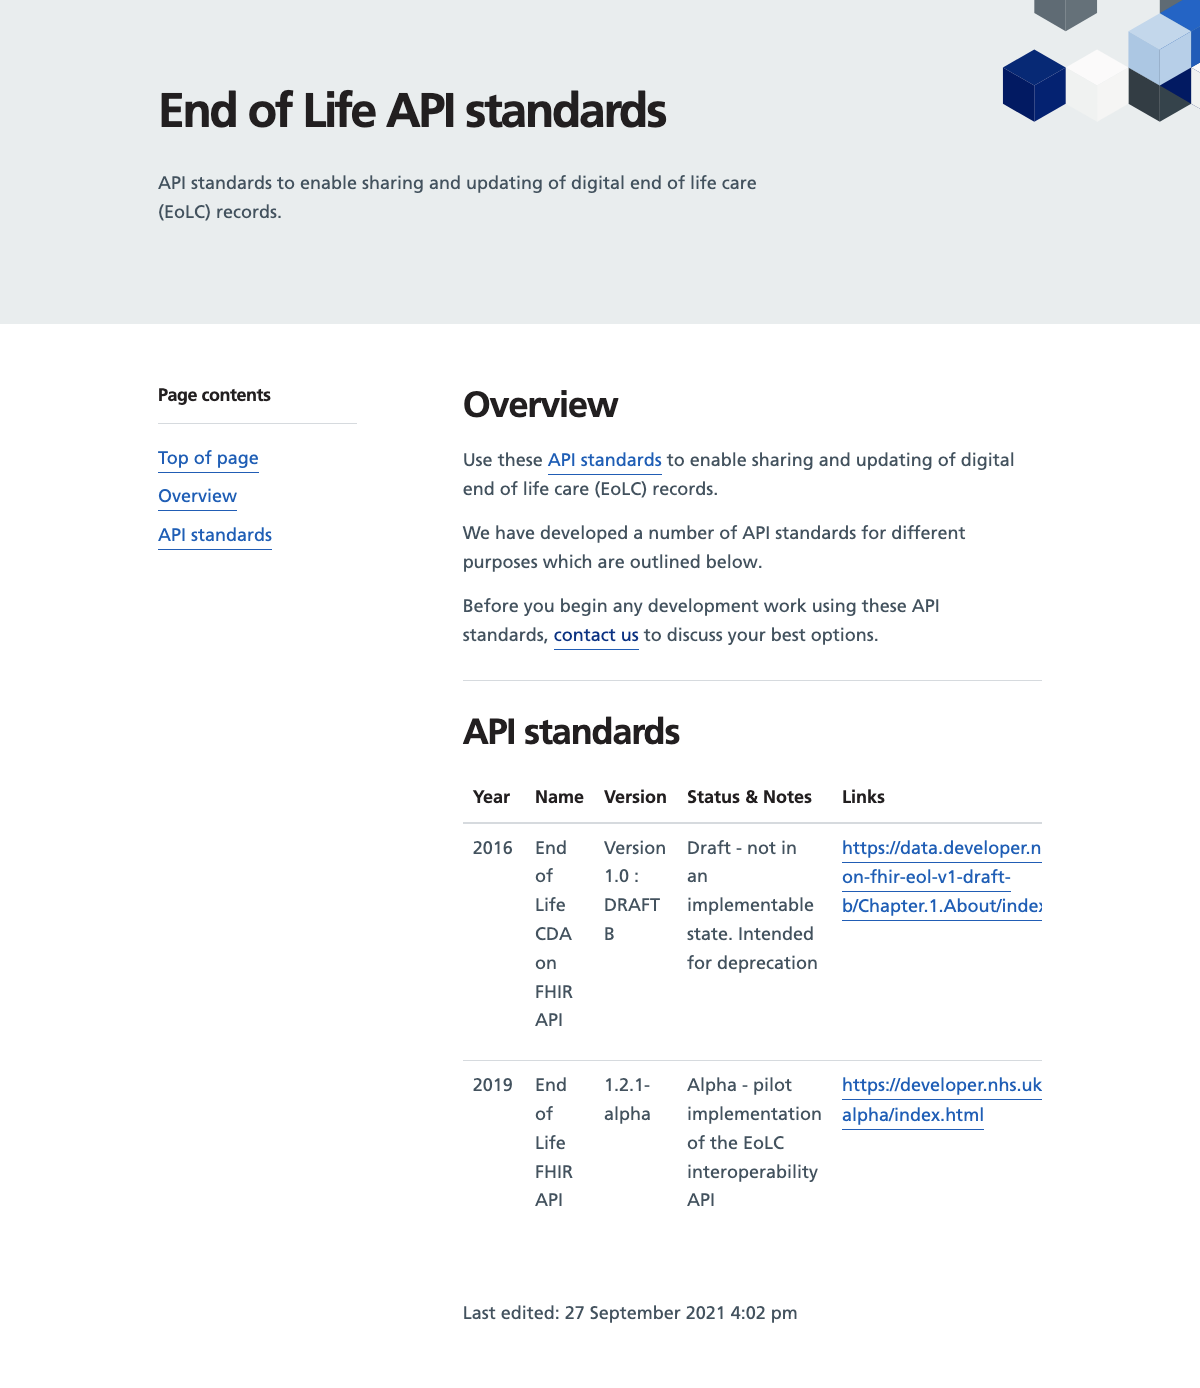 End of Life API standards
API standards to enable sharing and updating of digital end of life care
(EoLC) records.
Page contents
Top of page
Overview
API standards
Overview
Use these API standards to enable sharing and updating of digital
end of life care (EoLC) records.
We have developed a number of API standards for different
purposes which are outlined below.
Before you begin any development work using these API
standards, contact us to discuss your best options.
API standards
Year Name Version Status & Notes Links
2016 End Version Draft - not in https://data.developer.n
of 1.0 : an on-fhir-eol-v1-draft-
Life DRAFT implementable b/Chapter.1.About/index
CDA B state. Intended
on for deprecation
FHIR
API
2019 End 1.2.1- Alpha - pilot https://developer.nhs.uk
of alpha implementation alpha/index.html
Life of the EoLC
FHIR interoperability
API API
Last edited: 27 September 2021 4:02 pm